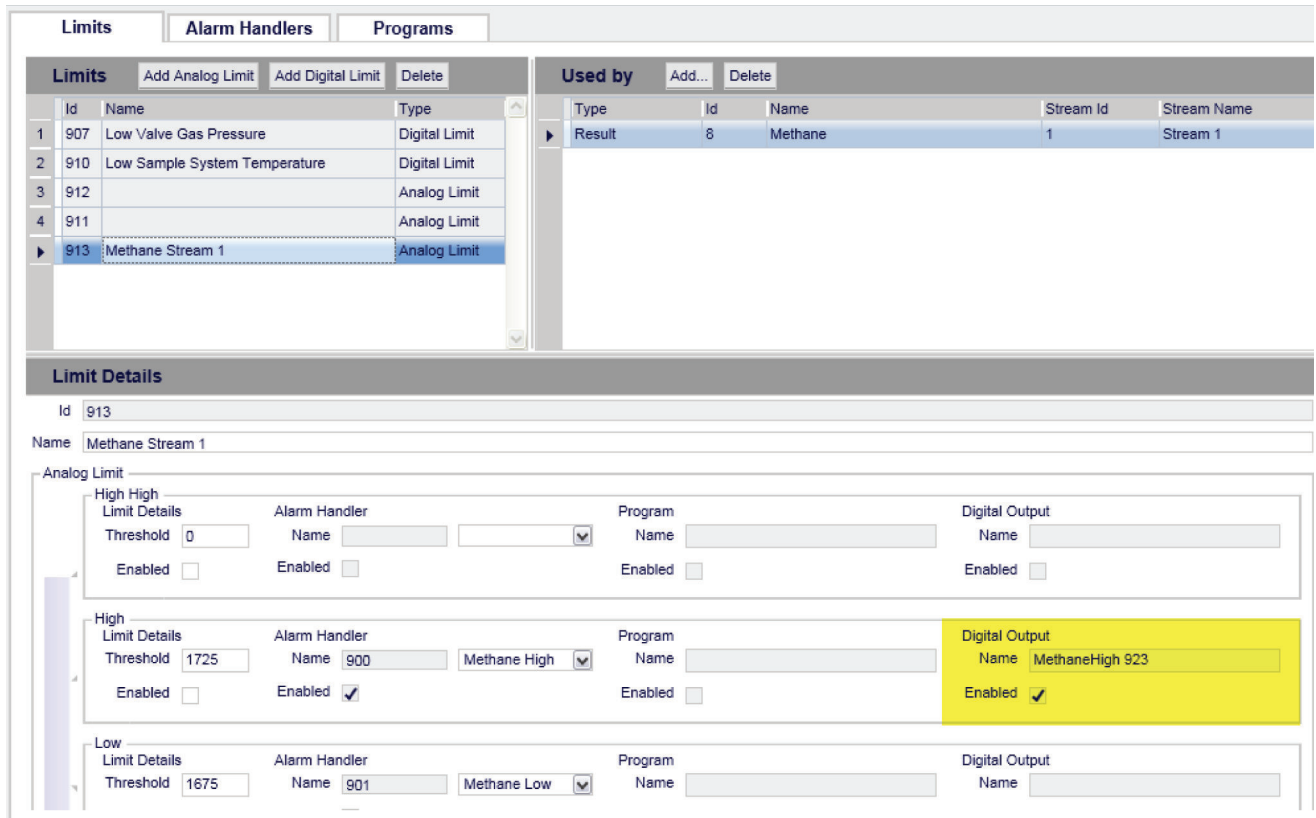 Limits Alarm Handlers Programs
Limits Add Analog Limit Add Digital Limit Delete
Id Name Type
1 907 Low Valve Gas Pressure Digital Limit
2 910 Low Sample System Temperature Digital Limit
3 912 Analog Limit
4 911 Analog Limit
913 Methane Stream 1 Analog Limit
Used by Add... Delete
Type Id Name Stream Id Stream Name
Result 8 Methane 1 Stream 1
Limit Details
Id 913
Name Methane Stream 1
Analog Limit
High High
Limit Details Alarm Handler Program Digital Output
Threshold 0 Name Name Name
Enabled Enabled Enabled Enabled
High
Limit Details Alarm Handler Program Digital Output
Threshold 1725 Name 900 Methane High Name Name MethaneHigh 923
Enabled Enabled Enabled Enabled
Low
Limit Details Alarm Handler Program Digital Output
Threshold 1675 Name 901 Methane Low Name Name